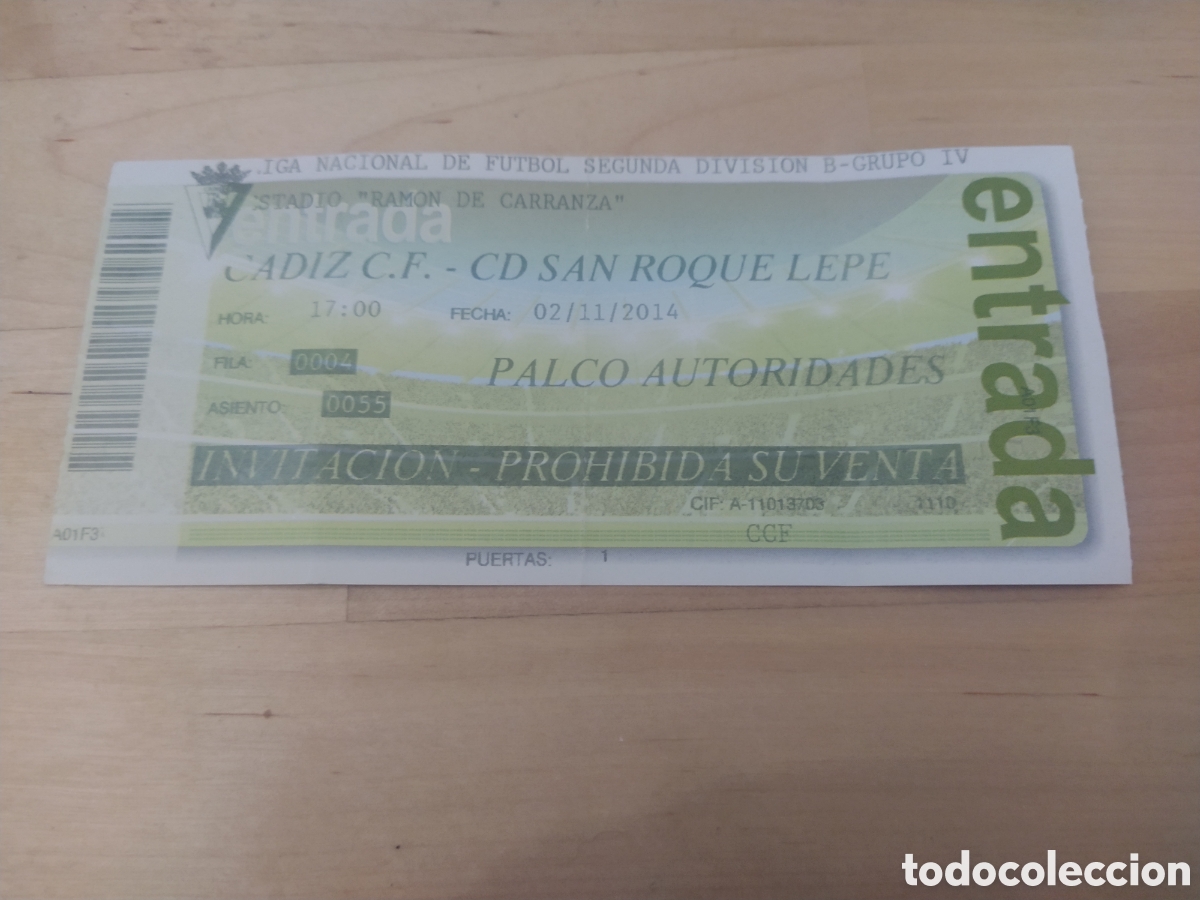 .IGA NACIONAL DE FUTBOL SEGUNDA DIVISION B-GRUPO IV
ESTADIO "RAMON DE CARRANZA"
entrada
CADIZ C.F. - CD SAN ROQUE LEPE
HORA: 17:00 FECHA: 02/11/2014
FILA: 0004 PALCO AUTORIDADES
ASIENTO: 0055
INVITACION - PROHIBIDA SU VENTA
CIF: A-11013703 1110
CCF
A01F3
PUERTAS: 1
entrada
todocoleccion